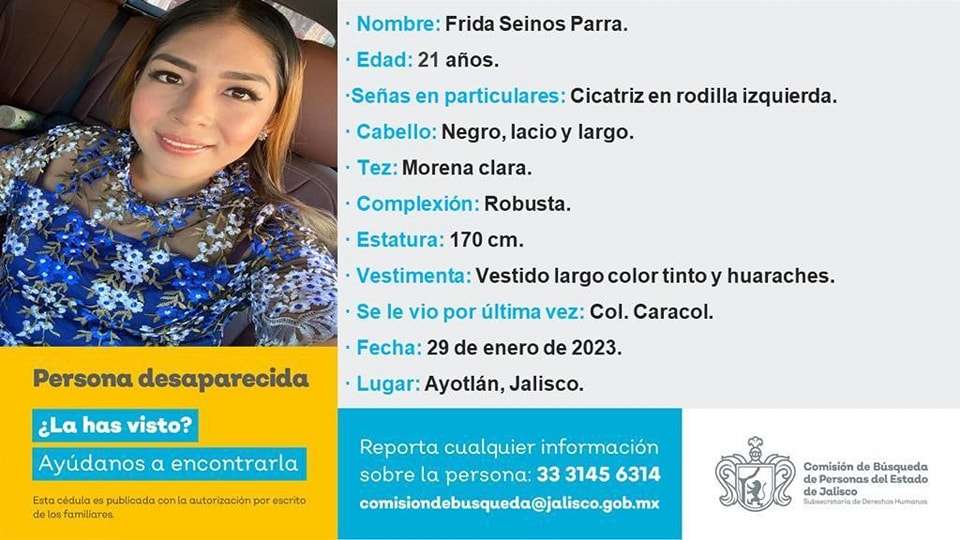 · Nombre: Frida Seinos Parra.
· Edad: 21 años.
·Señas en particulares: Cicatriz en rodilla izquierda.
· Cabello: Negro, lacio y largo.
· Tez: Morena clara.
· Complexión: Robusta.
· Estatura: 170 cm.
· Vestimenta: Vestido largo color tinto y huaraches.
· Se le vio por última vez: Col. Caracol.
· Fecha: 29 de enero de 2023.
· Lugar: Ayotlán, Jalisco.
Persona desaparecida
¿La has visto?
Ayúdanos a encontrarla
Esta cédula es publicada con la autorización por escrito
de los familiares.
Reporta cualquier información
sobre la persona: 33 3145 6314
comisiondebusqueda@jalisco.gob.mx
Comisión de Búsqueda
de Personas del Estado
de Jalisco
Subsecretaría de Derechos Humanos